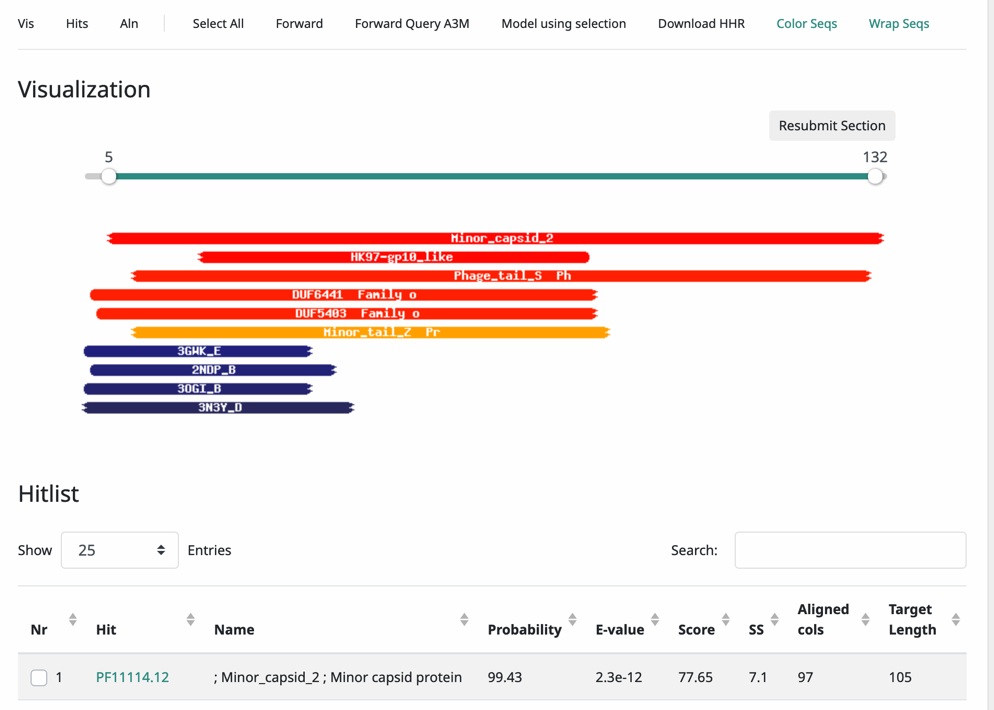 Vis Hits Aln Select All Forward Forward Query A3M Model using selection Download HHR Color Seqs Wrap Seqs
Visualization
Resubmit Section
5 132
Minor_capsid_2
HK97-gp10_like
Phage_tail_S Ph
DUF6441 Family o
DUF5403 Family o
Minor_tail_Z Pr
3GWK_E
2NDP_B
3OGI_B
3N3Y_D
Hitlist
Show 25 Entries Search:
Nr Hit Name Probability E-value Score SS Aligned cols Target Length
1 PF11114.12 ; Minor_capsid_2 ; Minor capsid protein 99.43 2.3e-12 77.65 7.1 97 105